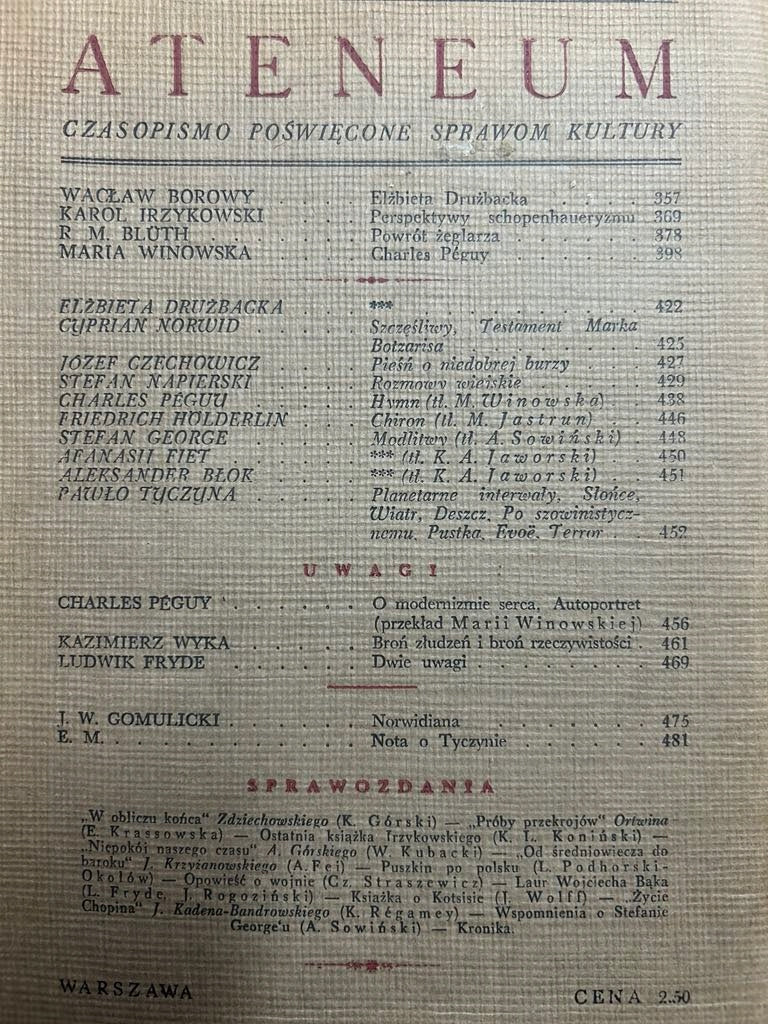 ATENEUM
CZASOPISMO POŚWIĘCONE SPRAWOM KULTURY
WACŁAW BOROWY . . . . Elżbieta Drużbacka . . . . . 357
KAROL IRZYKOWSKI . . . Perspektywy schopenhaueryzmu 369
R. M. BLÜTH . . . . . . . Powrót żeglarza . . . . . . 378
MARIA WINOWSKA . . . . Charles Péguy . . . . . . 398
ELŻBIETA DRUŻBACKA . . . *** . . . . . . . . . 422
CYPRIAN NORWID . . . . Szczęśliwy, Testament Marka
Botzarisa . . . . . . . . 425
JÓZEF CZECHOWICZ . . . . Pieśń o niedobrej burzy . . . 427
STEFAN NAPIERSKI . . . . Rozmowy wiejskie . . . . . 429
CHARLES PÉGUY . . . . . Hymn (tł. M. Winowska) . . 438
FRIEDRICH HÖLDERLIN . . . Chiron (tł. M. Jastrun) . . 446
STEFAN GEORGE . . . . . Modlitwy (tł. A. Sowiński) . 448
AFANASII FIET . . . . . *** (tł. K. A. Jaworski) . . 450
ALEKSANDER BŁOK . . . . *** (tł. K. A. Jaworski) . . 451
PAWŁO TYCZYNA . . . . . Planetarne interwały, Słońce,
Wiatr, Deszcz, Po szowinistycz-
nemu, Pustka, Evoë, Terror . . 452
UWAGI
CHARLES PÉGUY . . . . . . O modernizmie serca, Autoportret
(przekład Marii Winowskiej) 456
KAZIMIERZ WYKA . . . . . Broń złudzeń i broń rzeczywistości . 461
LUDWIK FRYDE . . . . . . Dwie uwagi . . . . . . . 469
J. W. GOMULICKI . . . . . . Norwidiana . . . . . . 475
E. M. . . . . . . . . . . . Nota o Tyczynie . . . . . . 481
SPRAWOZDANIA
„W obliczu końca" Zdziechowskiego (K. Górski) — „Próby przekrojów" Ortwina
(E. Krassowska) — Ostatnia książka Irzykowskiego (K. L. Koniński) —
„Niepokój naszego czasu" A. Górskiego (W. Kubacki) — „Od średniowiecza do
baroku" J. Krzyżanowskiego (A. Fei) — Puszkin po polsku (L. Podhorski-
Okołów) — Opowieść o wojnie (Cz. Straszewicz) — Laur Wojciecha Bąka
(L. Fryde, J. Rogoziński) — Książka o Kotsisie (J. Wolff) — „Życie
Chopina" J. Kadena-Bandrowskiego (K. Régamey) — Wspomnienia o Stefanie
George'u (A. Sowiński) — Kronika.
WARSZAWA CENA 2.50